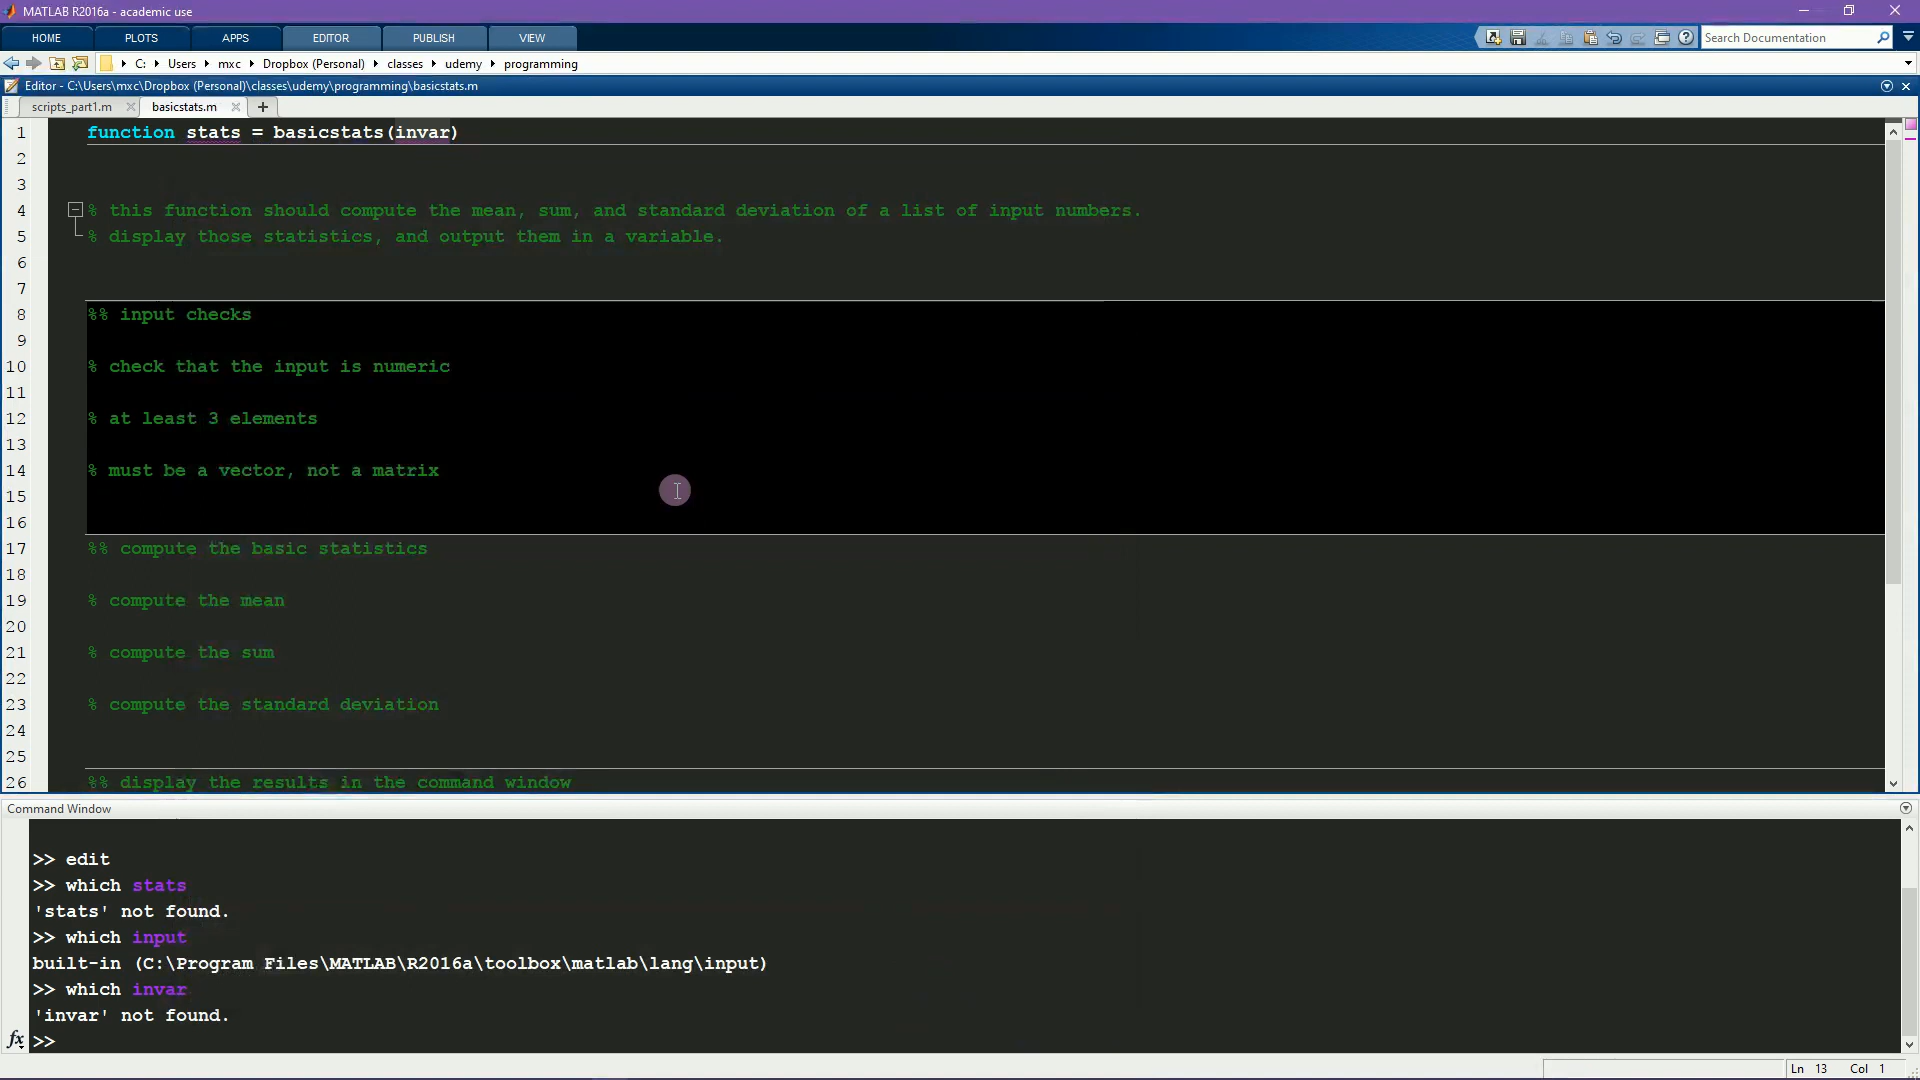 MATLAB R2016a - academic use
HOME PLOTS APPS EDITOR PUBLISH VIEW Search Documentation
C: Users mxc Dropbox (Personal) classes udemy programming
Editor - C:\Users\mxc\Dropbox (Personal)\classes\udemy\programming\basicstats.m
scripts_part1.m basicstats.m
1 function stats = basicstats(invar)
2
3
4 % this function should compute the mean, sum, and standard deviation of a list of input numbers.
5 % display those statistics, and output them in a variable.
6
7
8 %% input checks
9
10 % check that the input is numeric
11
12 % at least 3 elements
13
14 % must be a vector, not a matrix
15
16
17 %% compute the basic statistics
18
19 % compute the mean
20
21 % compute the sum
22
23 % compute the standard deviation
24
25
26 %% display the results in the command window
Command Window
>> edit
>> which stats
'stats' not found.
>> which input
built-in (C:\Program Files\MATLAB\R2016a\toolbox\matlab\lang\input)
>> which invar
'invar' not found.
fx >>
Ln 13 Col 1